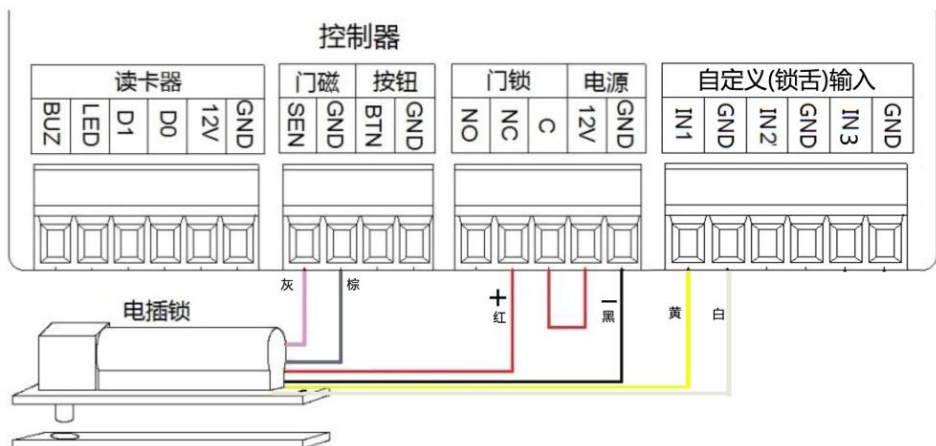 控制器
读卡器 门磁 按钮 门锁 电源 自定义(锁舌)输入
BUZ LED D1 D0 12V GND SEN GND BTN GND NO NC C 12V GND IN1 GND IN2 GND IN3 GND
灰 棕 + 红 − 黑 黄 白
电插锁